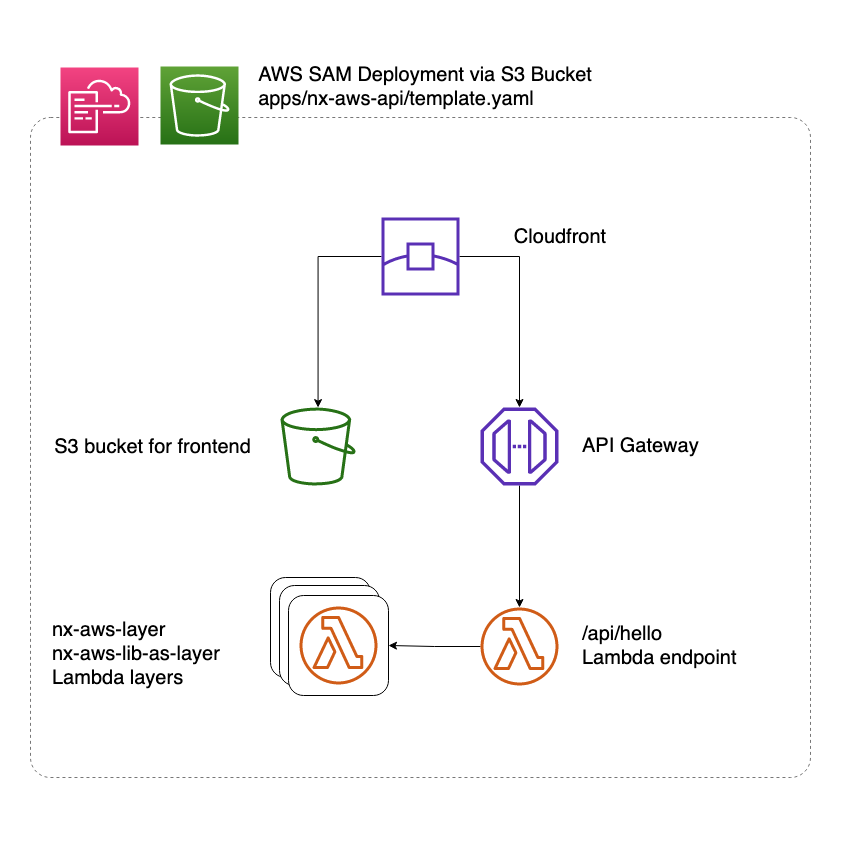 AWS SAM Deployment via S3 Bucket
apps/nx-aws-api/template.yaml
Cloudfront
S3 bucket for frontend
API Gateway
nx-aws-layer
nx-aws-lib-as-layer
Lambda layers
/api/hello
Lambda endpoint